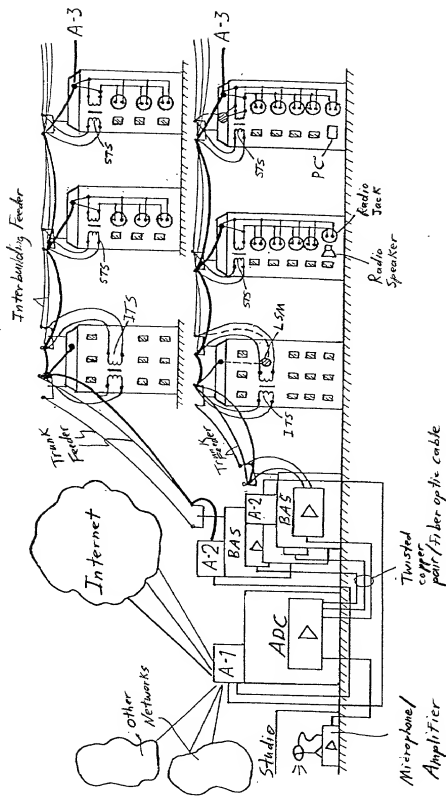 Other
Networks
Internet
Trunk
Feeder
Interbuilding Feeder
ITS
STS
STS
A-3
Trunk
Feeder
ITS
LSM
STS
STS
A-3
PC
Radio
Jack
Radio
Speaker
Studio
A-1
ADC
A-2
BAS
A-2
BAS
Microphone/
Amplifier
Twisted
copper
pair/Fiber optic cable